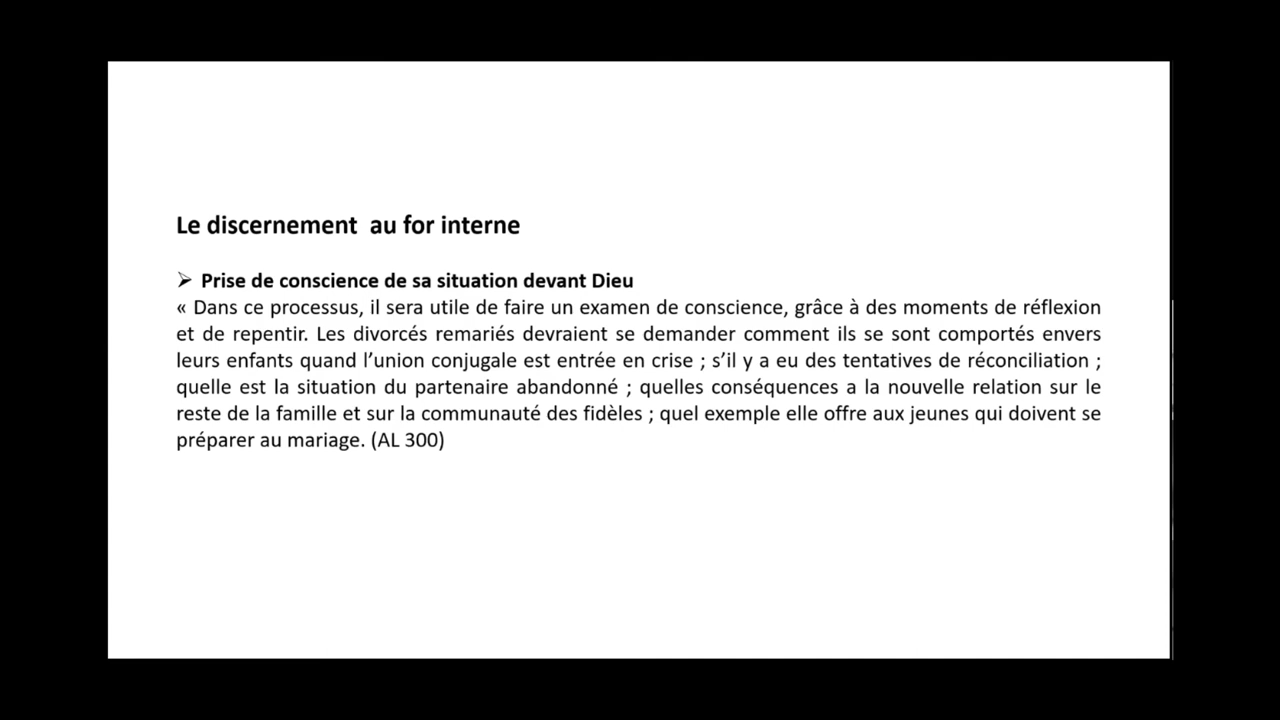 Le discernement  au for interne
➢ Prise de conscience de sa situation devant Dieu
« Dans ce processus, il sera utile de faire un examen de conscience, grâce à des moments de réflexion
et de repentir. Les divorcés remariés devraient se demander comment ils se sont comportés envers
leurs enfants quand l’union conjugale est entrée en crise ; s’il y a eu des tentatives de réconciliation ;
quelle est la situation du partenaire abandonné ; quelles conséquences a la nouvelle relation sur le
reste de la famille et sur la communauté des fidèles ; quel exemple elle offre aux jeunes qui doivent se
préparer au mariage. (AL 300)